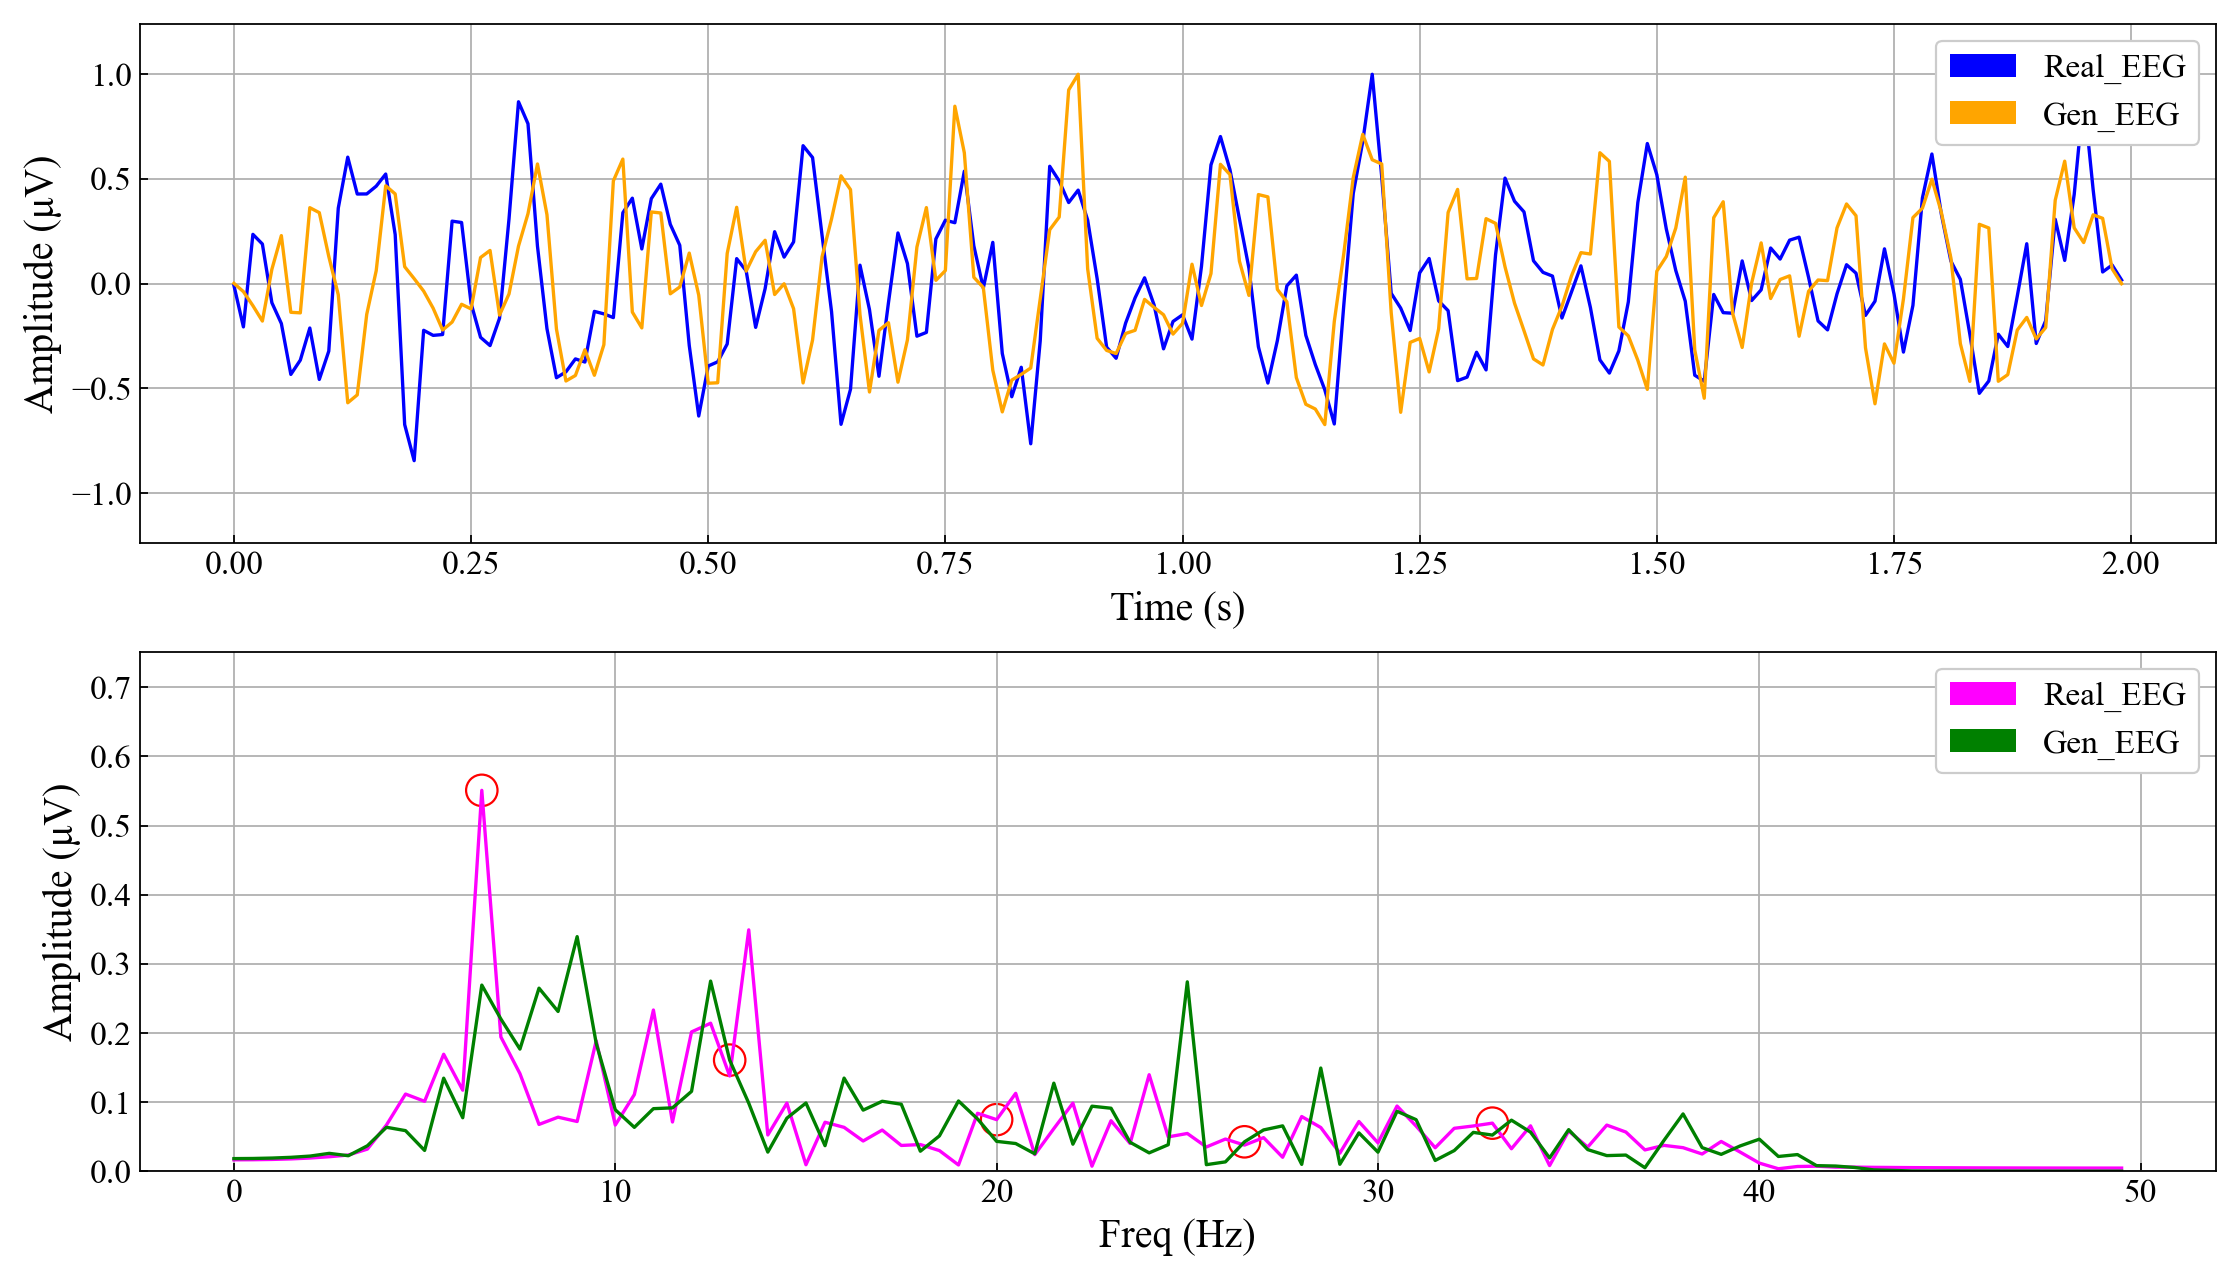 Amplitude (μV)
1.0
0.5
0.0
−0.5
−1.0
Real_EEG
Gen_EEG
0.00 0.25 0.50 0.75 1.00 1.25 1.50 1.75 2.00
Time (s)
Amplitude (μV)
0.7
0.6
0.5
0.4
0.3
0.2
0.1
0.0
Real_EEG
Gen_EEG
0 10 20 30 40 50
Freq (Hz)